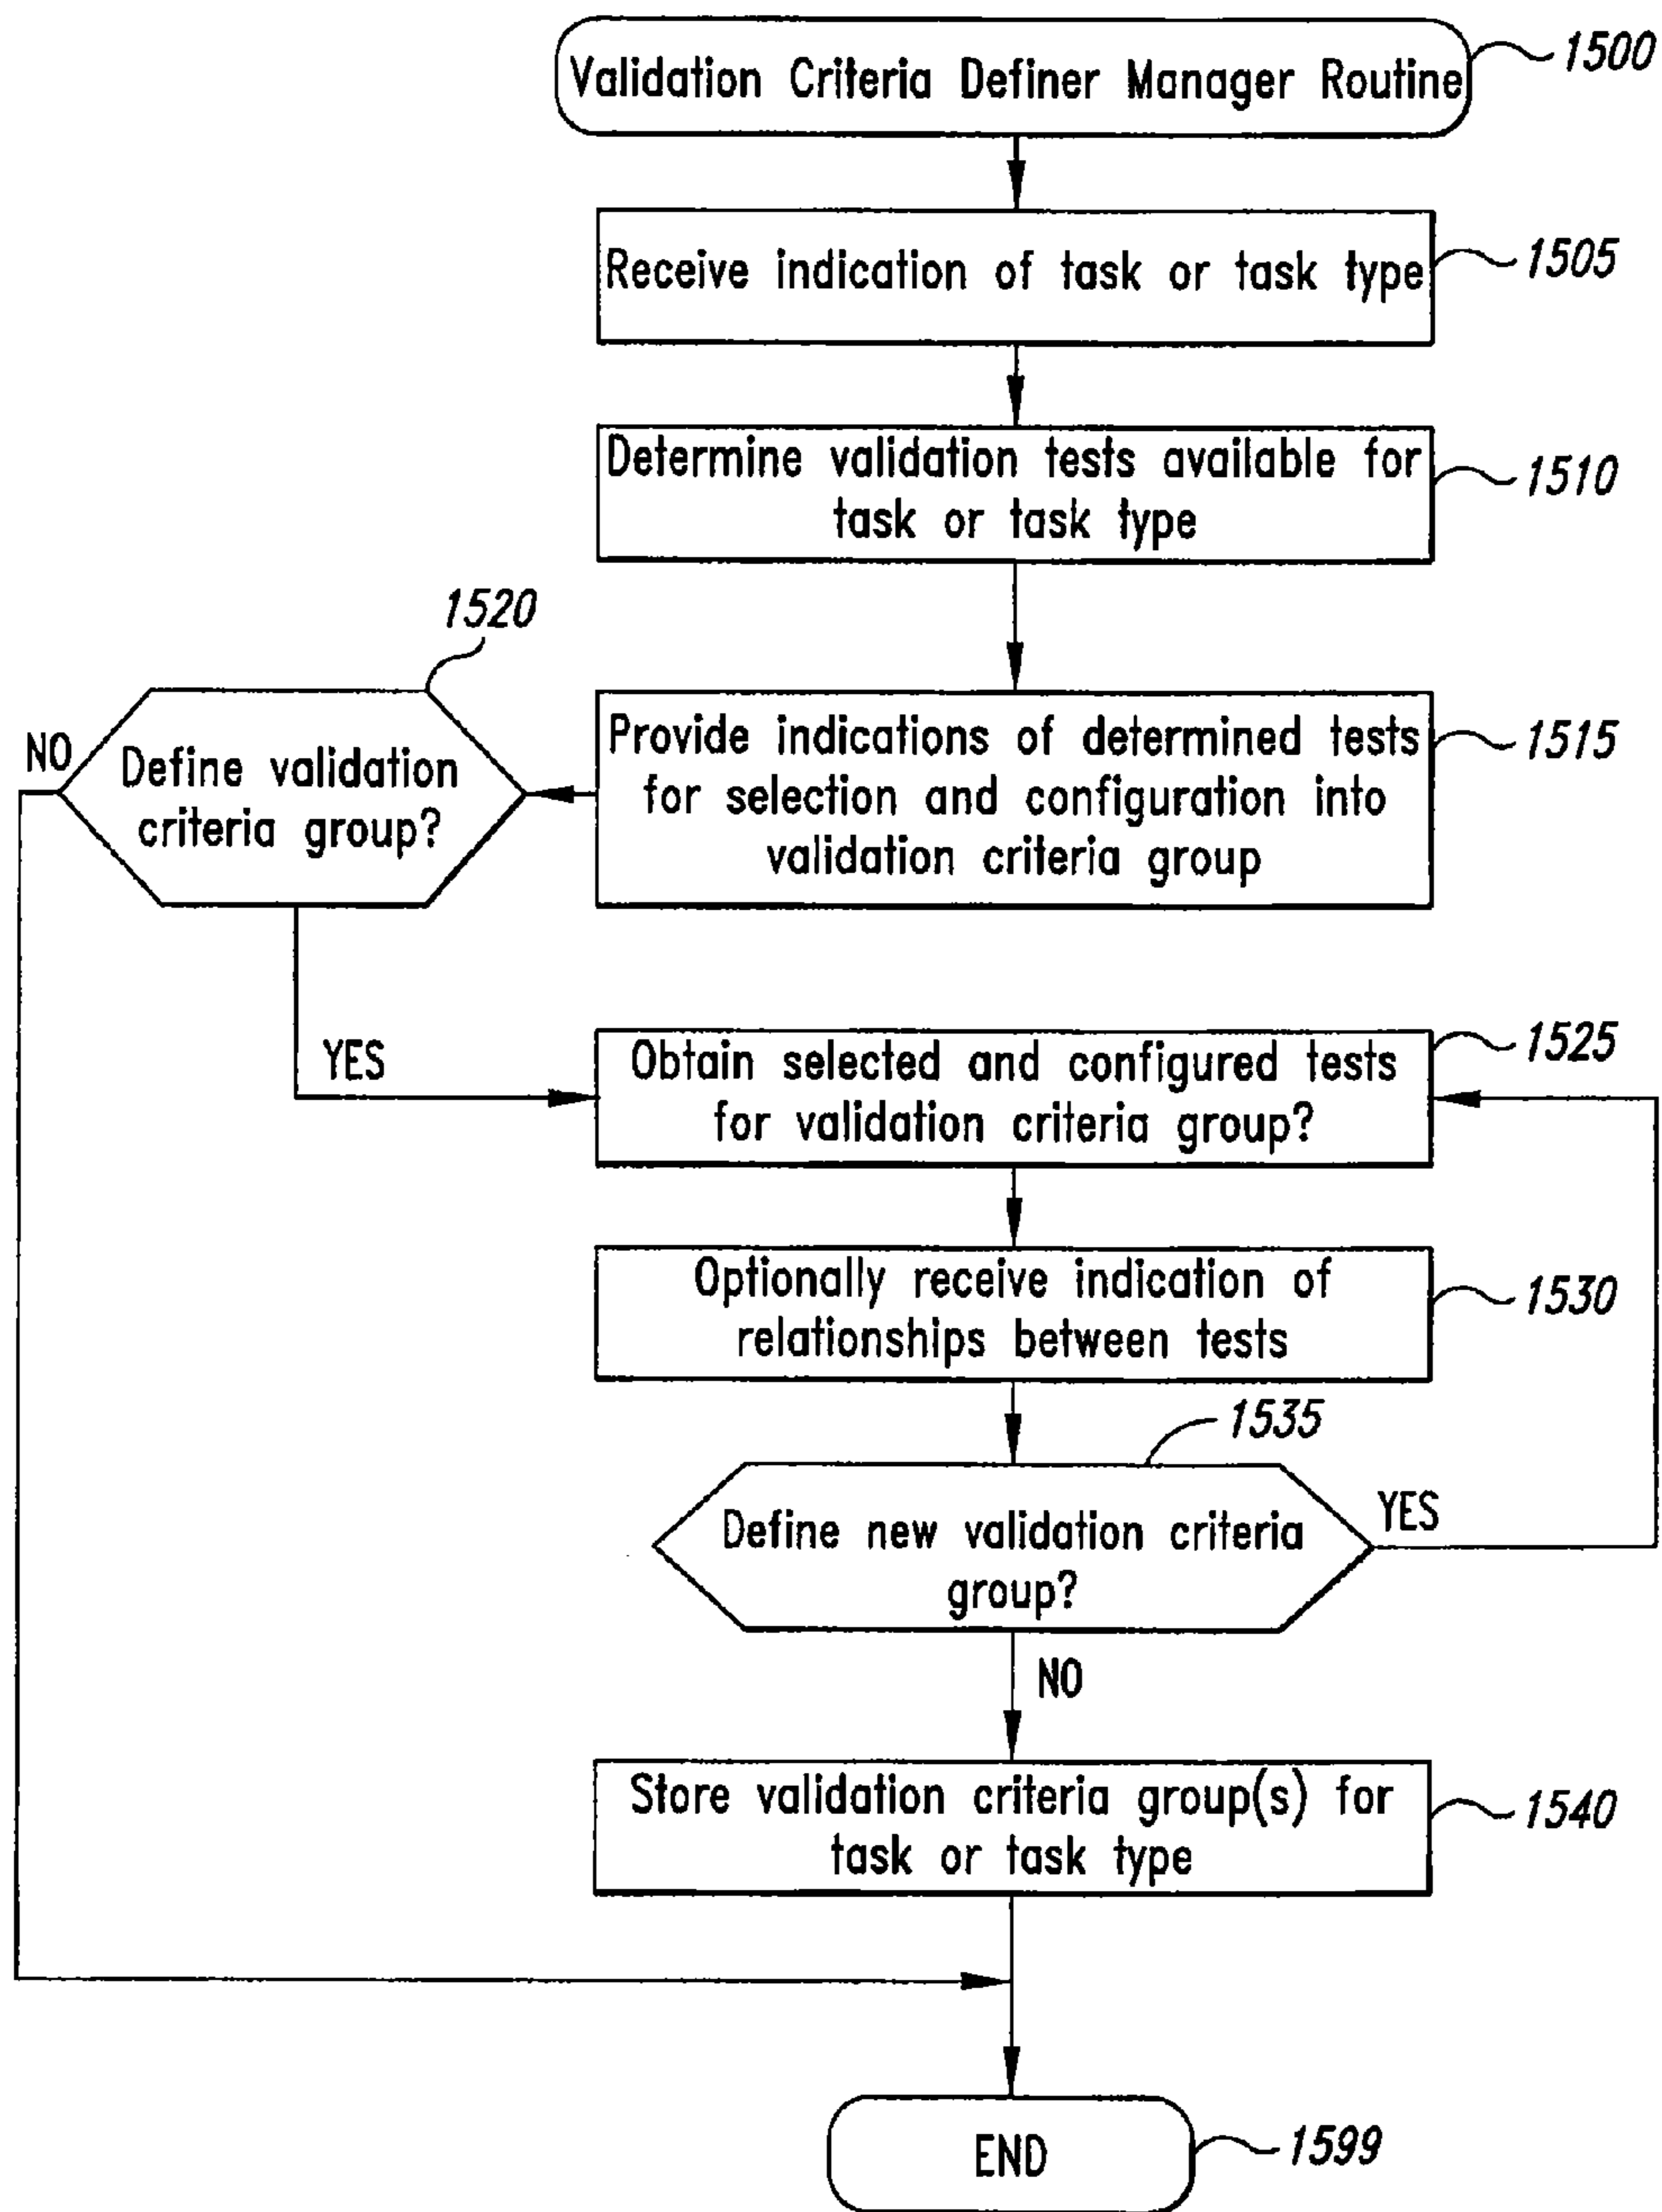 Validation Criteria Definer Manager Routine
1500
Receive indication of task or task type
1505
Determine validation tests available for
task or task type
1510
Provide indications of determined tests
for selection and configuration into
validation criteria group
1515
1520
NO
Define validation
criteria group?
YES
Obtain selected and configured tests
for validation criteria group?
1525
Optionally receive indication of
relationships between tests
1530
1535
Define new validation criteria
group?
YES
NO
Store validation criteria group(s) for
task or task type
1540
END
1599